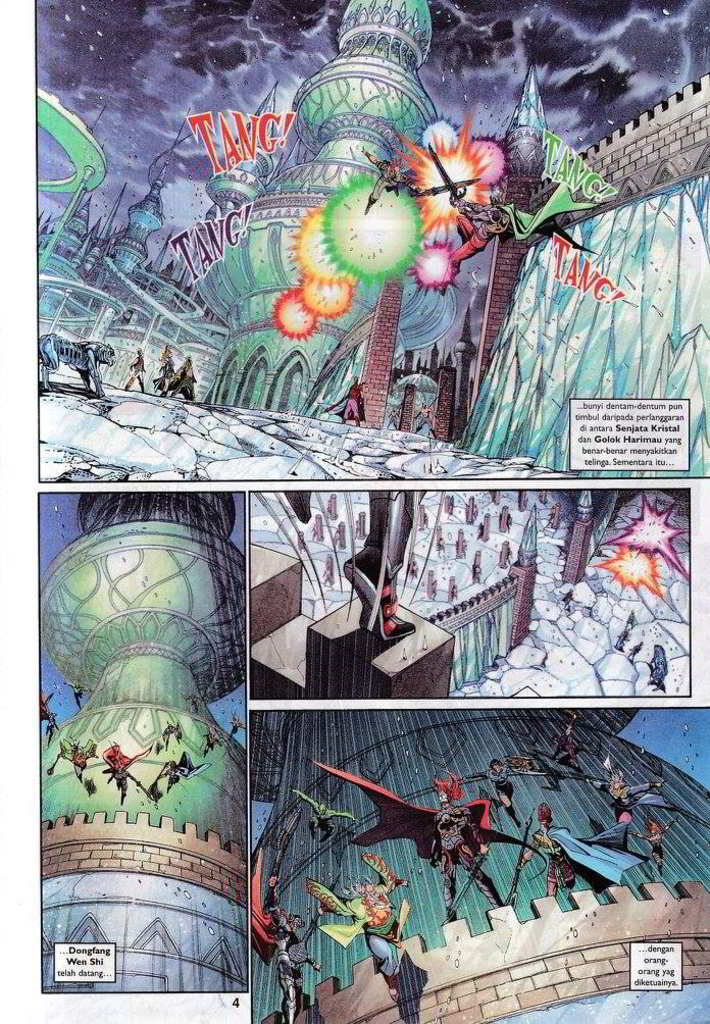 TANG!
TANG!
TANG!
TANG!
...bunyi dentam-dentum pun
timbul daripada perlanggaran
di antara Senjata Kristal
dan Golok Harimau yang
benar-benar menyakitkan
telinga. Sementara itu...
...Dongfang
Wen Shi
telah datang...
...dengan
orang-
orang yag
diketuainya.
4